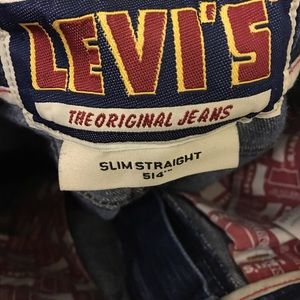 LEVI'S
THE ORIGINAL JEANS
SLIM STRAIGHT
514™